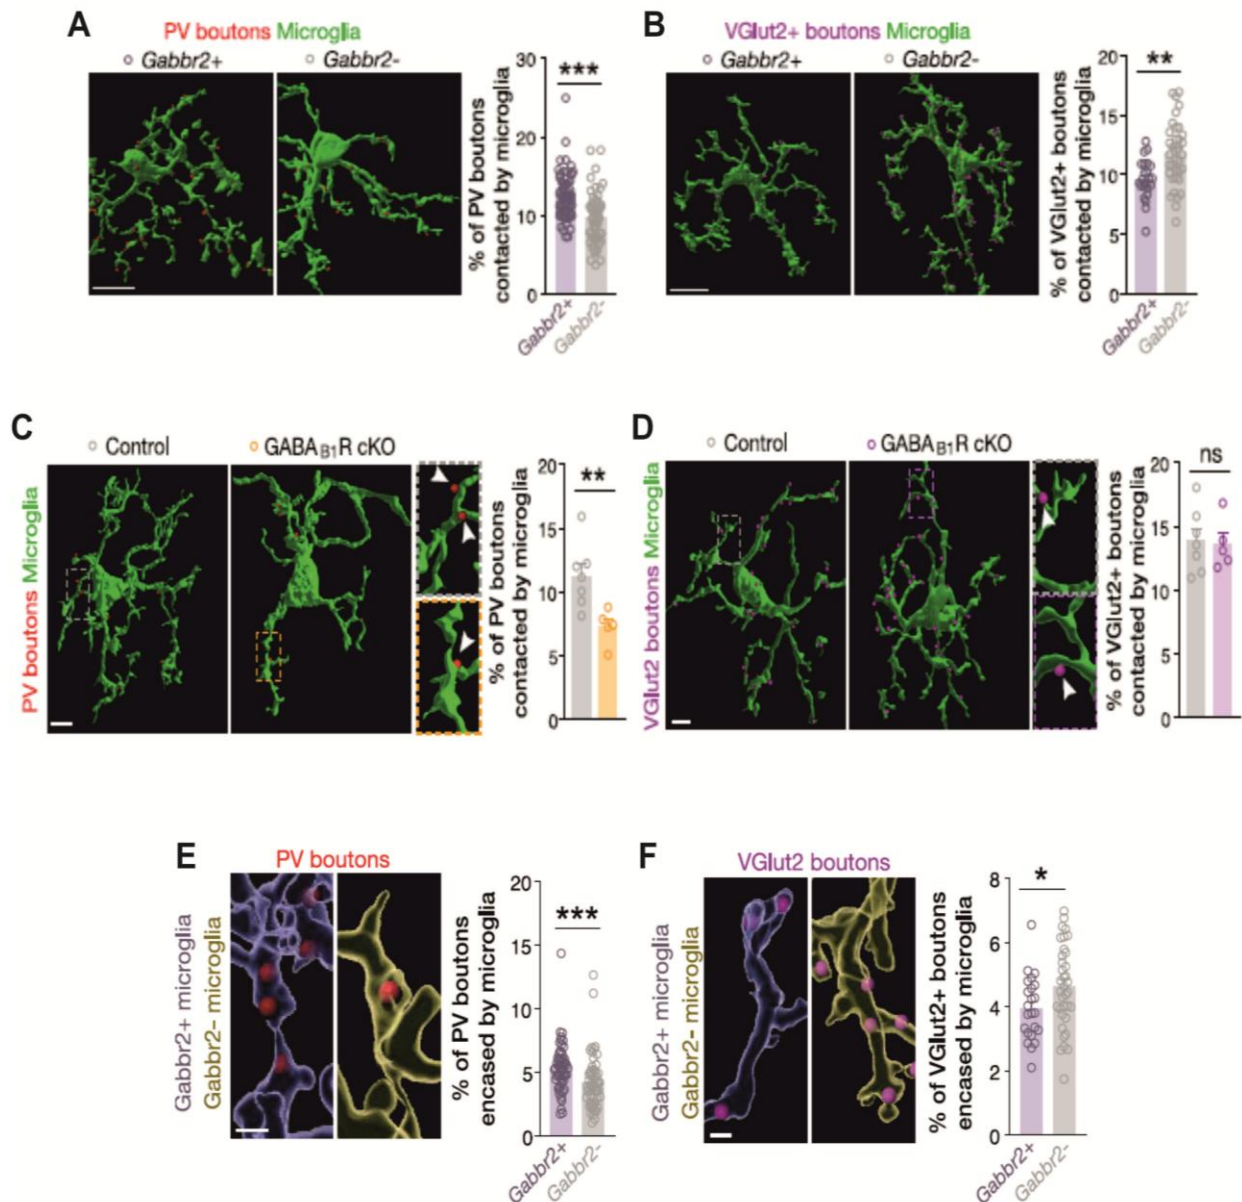 A
PV boutons Microglia
Gabbr2+
Gabbr2-
% of PV boutons
contacted by microglia
30
20
10
0
***
Gabbr2+
Gabbr2-
B
VGlut2+ boutons Microglia
Gabbr2+
Gabbr2-
% of VGlut2+ boutons
contacted by microglia
20
15
10
5
0
**
Gabbr2+
Gabbr2-
C
Control
GABAB1R cKO
PV boutons Microglia
% of PV boutons
contacted by microglia
20
15
10
5
0
**
D
Control
GABAB1R cKO
VGlut2 boutons Microglia
% of VGlut2+ boutons
contacted by microglia
20
15
10
5
0
ns
E
PV boutons
Gabbr2+ microglia
Gabbr2- microglia
% of PV boutons
encased by microglia
20
15
10
5
0
***
Gabbr2+
Gabbr2-
F
VGlut2 boutons
Gabbr2+ microglia
Gabbr2- microglia
% of VGlut2+ boutons
encased by microglia
8
6
4
2
0
*
Gabbr2+
Gabbr2-